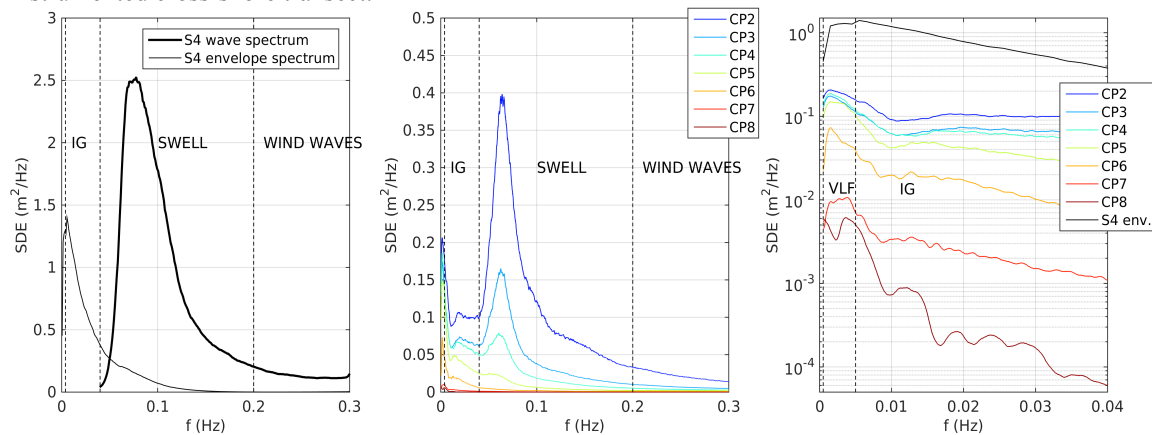 3
2.5
2
1.5
1
0.5
0
0 0.1 0.2 0.3
f (Hz)
SDE (m²/Hz)
S4 wave spectrum
S4 envelope spectrum
IG SWELL WIND WAVES
0.5
0.45
0.4
0.35
0.3
0.25
0.2
0.15
0.1
0.05
0
0 0.1 0.2 0.3
f (Hz)
SDE (m²/Hz)
CP2
CP3
CP4
CP5
CP6
CP7
CP8
IG SWELL WIND WAVES
10⁰
10⁻¹
10⁻²
10⁻³
10⁻⁴
0 0.01 0.02 0.03 0.04
f (Hz)
SDE (m²/Hz)
CP2
CP3
CP4
CP5
CP6
CP7
CP8
S4 env.
VLF IG